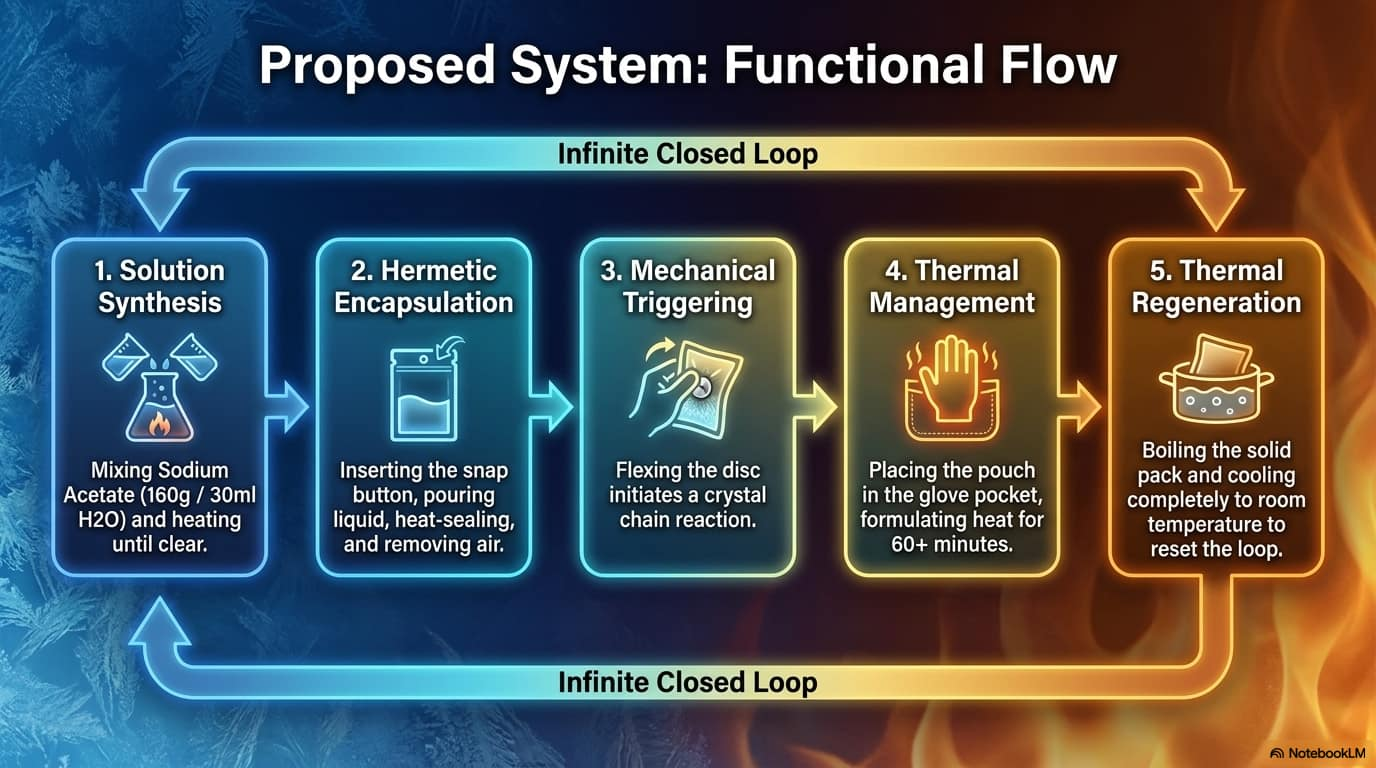 Proposed System: Functional Flow
Infinite Closed Loop
1. Solution
Synthesis
Mixing Sodium
Acetate (160g / 30ml
H2O) and heating
until clear.
2. Hermetic
Encapsulation
Inserting the snap
button, pouring
liquid, heat-sealing,
and removing air.
3. Mechanical
Triggering
Flexing the disc
initiates a crystal
chain reaction.
4. Thermal
Management
Placing the pouch
in the glove pocket,
formulating heat for
60+ minutes.
5. Thermal
Regeneration
Boiling the solid
pack and cooling
completely to room
temperature to
reset the loop.
Infinite Closed Loop
NotebookLM